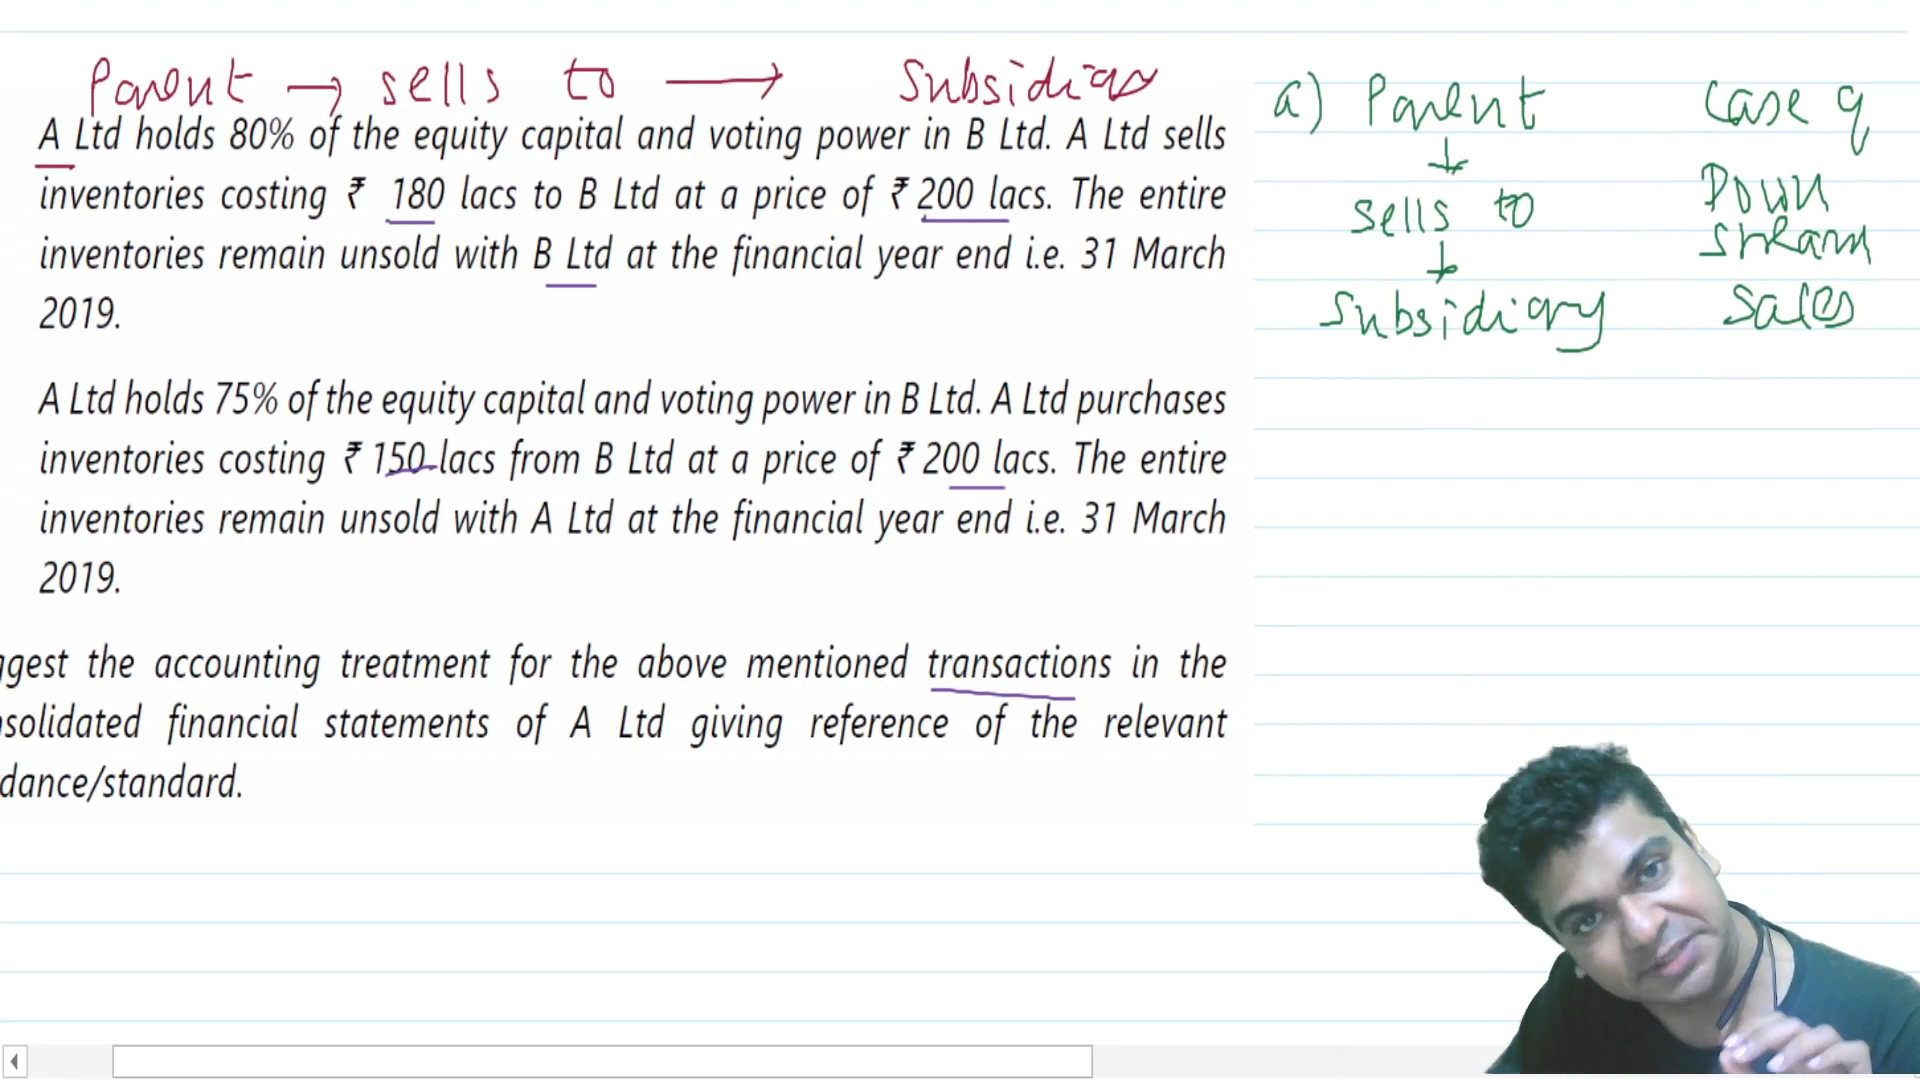 Parent → sells to → Subsidiary
A Ltd holds 80% of the equity capital and voting power in B Ltd. A Ltd sells
inventories costing ₹ 180 lacs to B Ltd at a price of ₹ 200 lacs. The entire
inventories remain unsold with B Ltd at the financial year end i.e. 31 March
2019.
A Ltd holds 75% of the equity capital and voting power in B Ltd. A Ltd purchases
inventories costing ₹ 150 lacs from B Ltd at a price of ₹ 200 lacs. The entire
inventories remain unsold with A Ltd at the financial year end i.e. 31 March
2019.
ggest the accounting treatment for the above mentioned transactions in the
solidated financial statements of A Ltd giving reference of the relevant
dance/standard.
a) Parent
↓
sells to
↓
Subsidiary
Case of
Down
stream
Sales